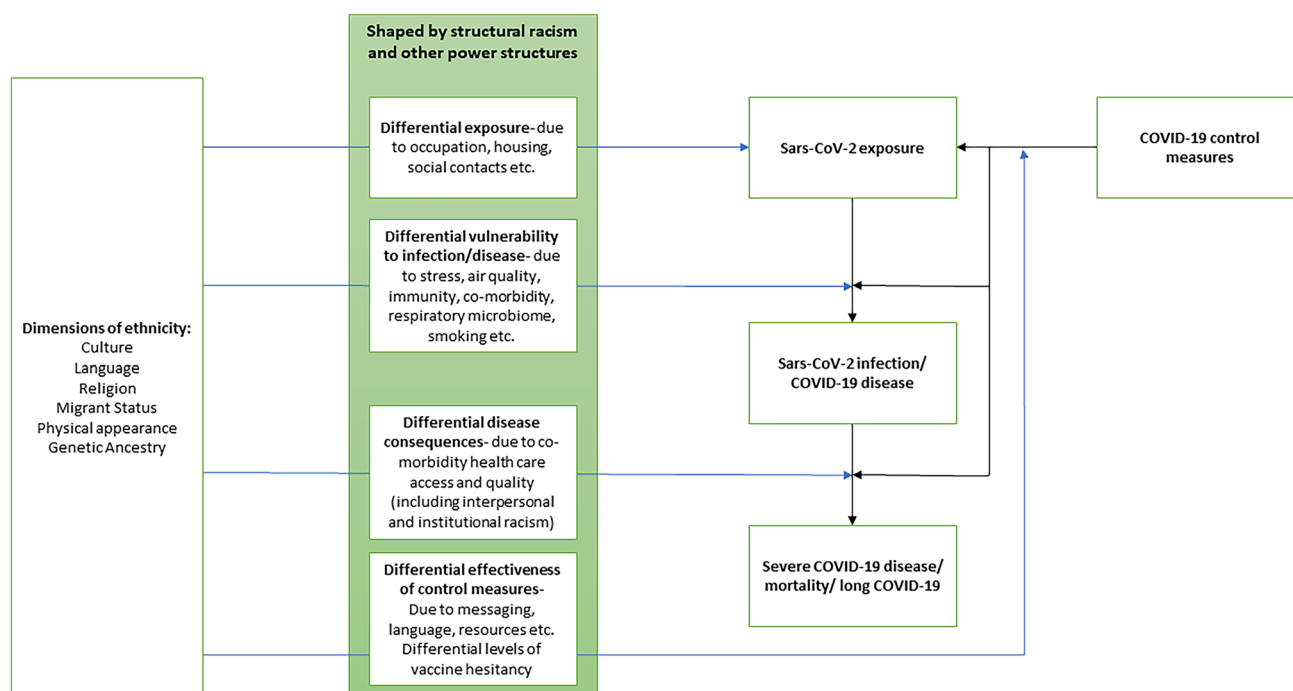 Shaped by structural racism
and other power structures
Dimensions of ethnicity:
Culture
Language
Religion
Migrant Status
Physical appearance
Genetic Ancestry
Differential exposure- due
to occupation, housing,
social contacts etc.
Differential vulnerability
to infection/disease- due
to stress, air quality,
immunity, co-morbidity,
respiratory microbiome,
smoking etc.
Differential disease
consequences- due to co-
morbidity health care
access and quality
(including interpersonal
and institutional racism)
Differential effectiveness
of control measures-
Due to messaging,
language, resources etc.
Differential levels of
vaccine hesitancy
Sars-CoV-2 exposure
Sars-CoV-2 infection/
COVID-19 disease
Severe COVID-19 disease/
mortality/ long COVID-19
COVID-19 control
measures